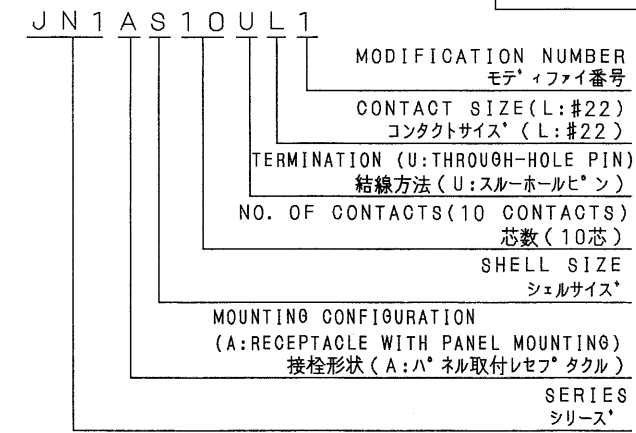 JN1AS10UL1
MODIFICATION NUMBER
モディファイ番号
CONTACT SIZE(L:#22)
コンタクトサイズ(L:#22)
TERMINATION (U:THROUGH-HOLE PIN)
結線方法(U:スルーホールピン)
NO. OF CONTACTS(10 CONTACTS)
芯数(10芯)
SHELL SIZE
シェルサイズ
MOUNTING CONFIGURATION
(A:RECEPTACLE WITH PANEL MOUNTING)
接栓形状(A:パネル取付レセプタクル)
SERIES
シリーズ